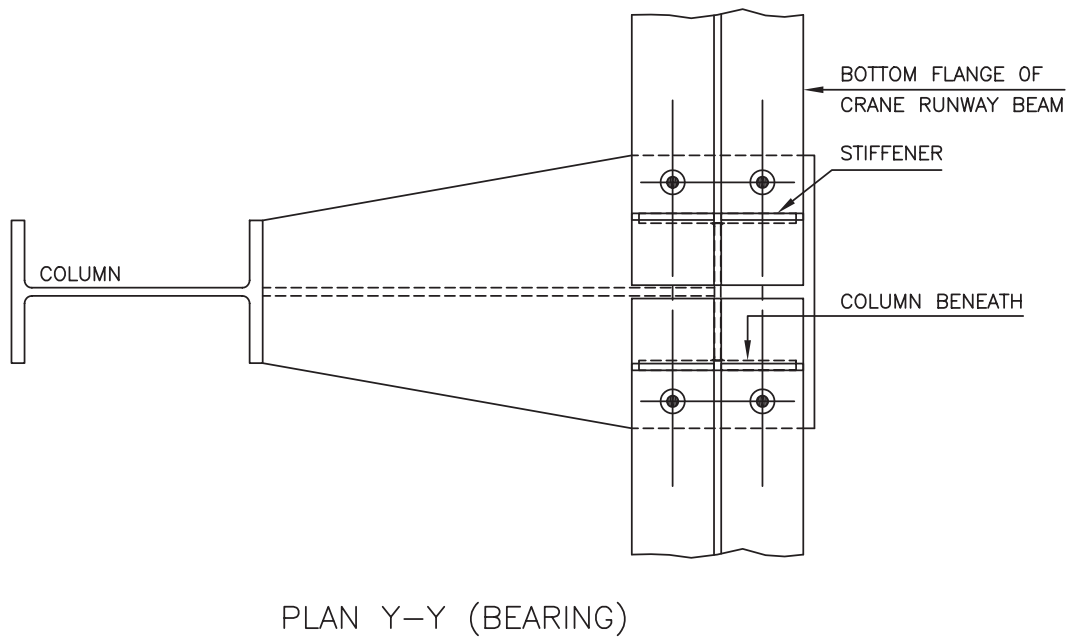 BOTTOM FLANGE OF
CRANE RUNWAY BEAM
STIFFENER
COLUMN
COLUMN BENEATH
PLAN Y-Y (BEARING)